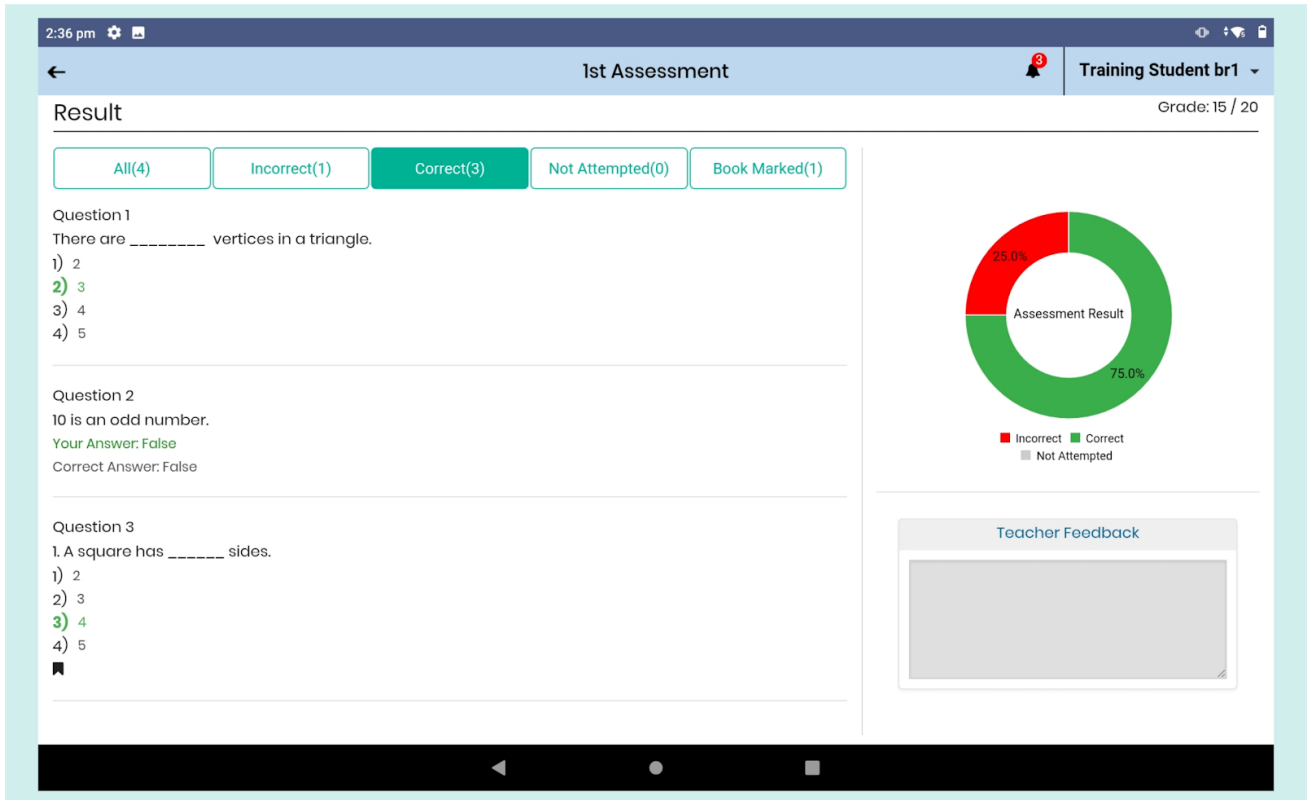 2:36 pm
1st Assessment
3
Training Student br1
Result
Grade: 15 / 20
All(4)
Incorrect(1)
Correct(3)
Not Attempted(0)
Book Marked(1)
Question 1
There are ________ vertices in a triangle.
1) 2
2) 3
3) 4
4) 5
Question 2
10 is an odd number.
Your Answer: False
Correct Answer: False
Question 3
1. A square has ______ sides.
1) 2
2) 3
3) 4
4) 5
25.0%
Assessment Result
75.0%
Incorrect
Correct
Not Attempted
Teacher Feedback